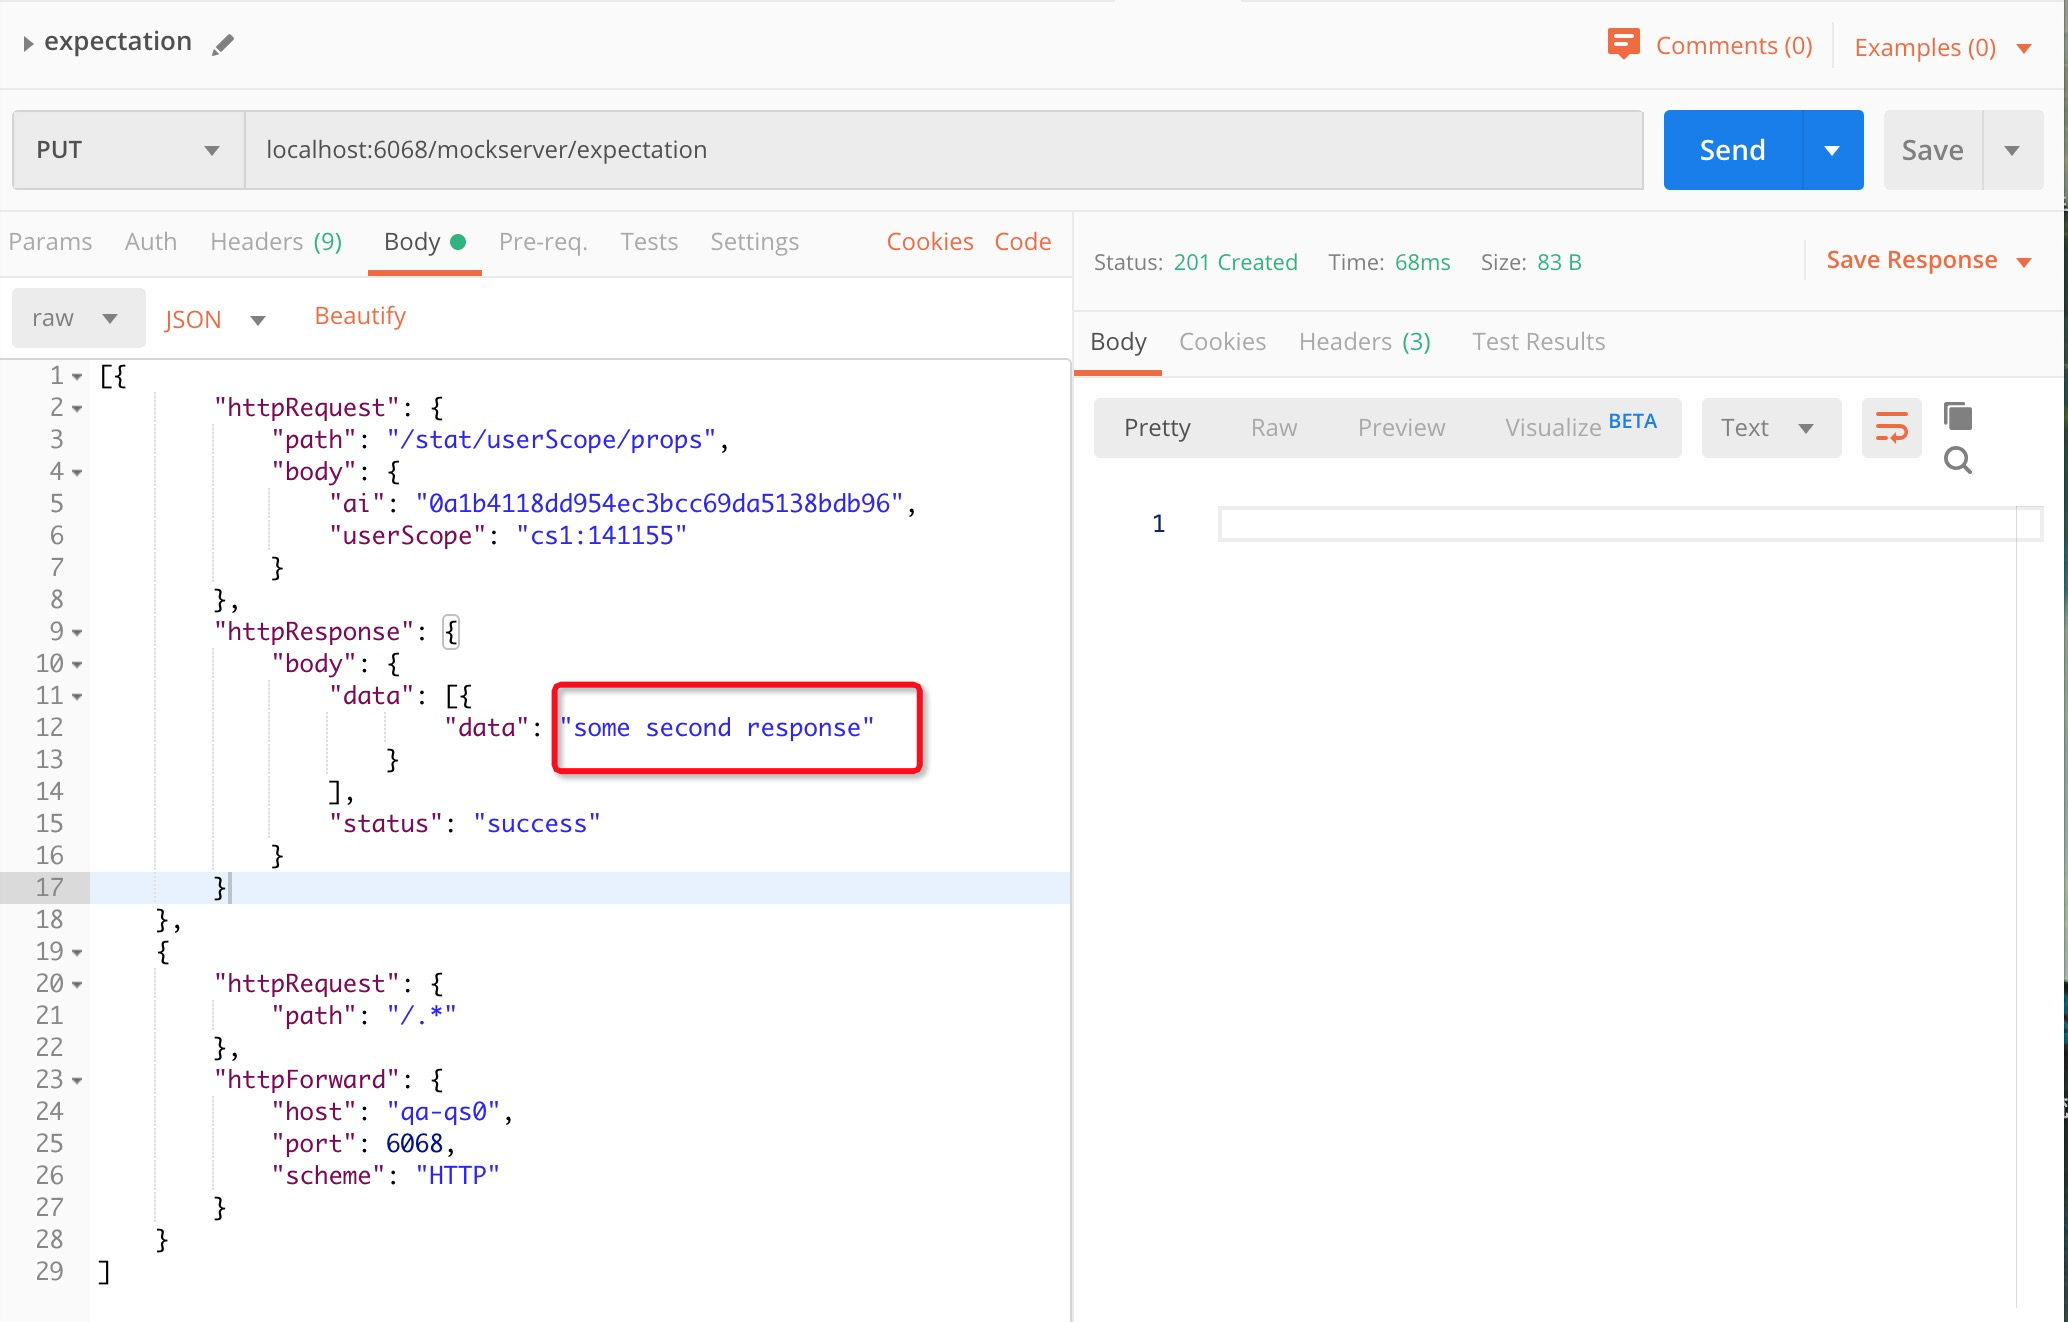 expectation
Comments (0)
Examples (0)
PUT
localhost:6068/mockserver/expectation
Send
Save
Params Auth Headers (9) Body Pre-req. Tests Settings Cookies Code
raw JSON Beautify
1 [{
2 "httpRequest": {
3 "path": "/stat/userScope/props",
4 "body": {
5 "ai": "0a1b4118dd954ec3bcc69da5138bdb96",
6 "userScope": "cs1:141155"
7 }
8 },
9 "httpResponse": {
10 "body": {
11 "data": [{
12 "data": "some second response"
13 }
14 ],
15 "status": "success"
16 }
17 }
18 },
19 {
20 "httpRequest": {
21 "path": "/.*"
22 },
23 "httpForward": {
24 "host": "qa-qs0",
25 "port": 6068,
26 "scheme": "HTTP"
27 }
28 }
29 ]
Status: 201 Created Time: 68ms Size: 83 B Save Response
Body Cookies Headers (3) Test Results
Pretty Raw Preview Visualize BETA Text
1